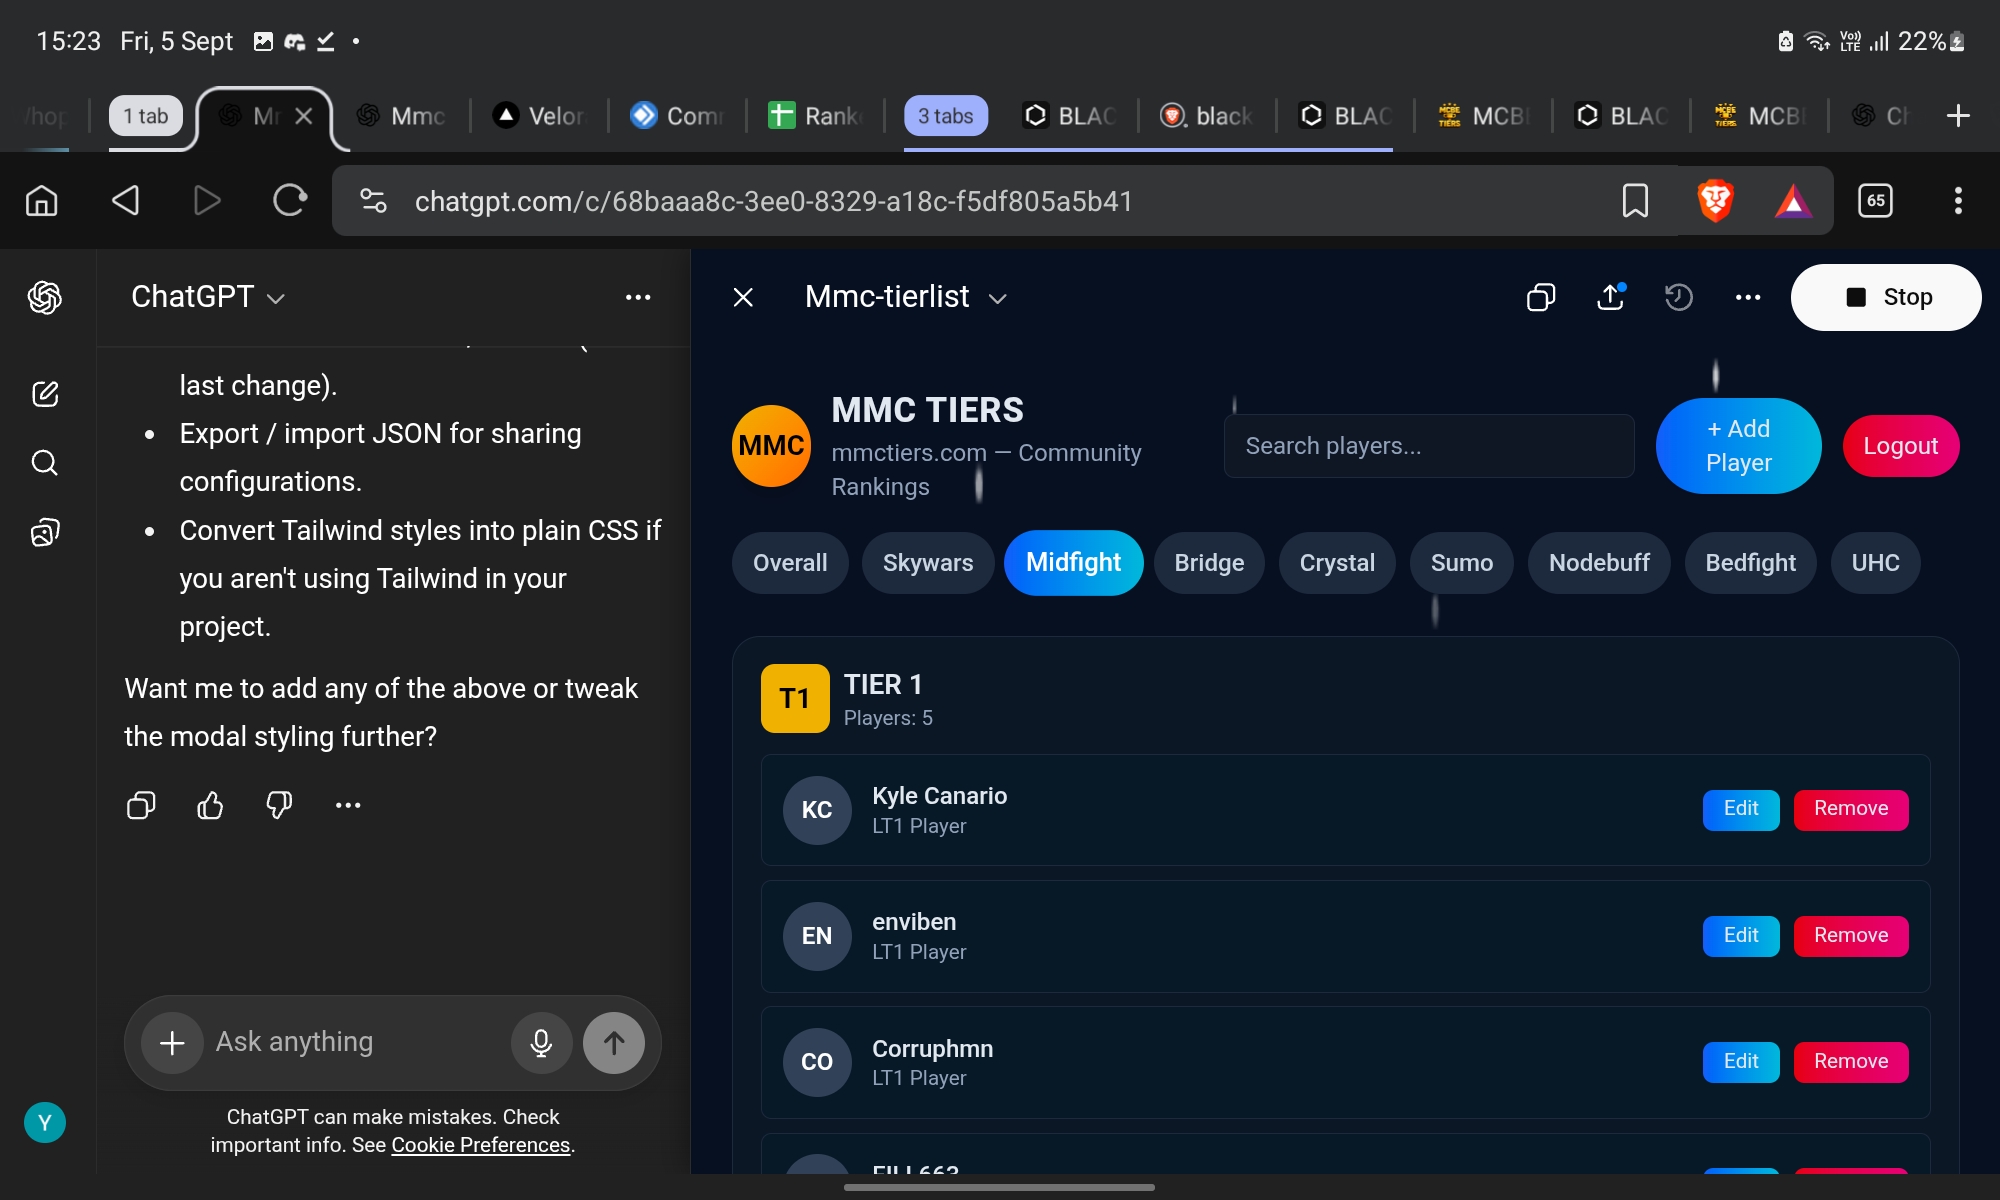 15:23 Fri, 5 Sept
Vo)) LTE 22%
1 tab
Mmc
Velor
Com
Rank
3 tabs
BLAC
black
BLAC
MCB
BLAC
MCB
chatgpt.com/c/68baaa8c-3ee0-8329-a18c-f5df805a5b41
65
ChatGPT
last change).
• Export / import JSON for sharing
configurations.
• Convert Tailwind styles into plain CSS if
you aren't using Tailwind in your
project.
Want me to add any of the above or tweak
the modal styling further?
Ask anything
ChatGPT can make mistakes. Check
important info. See Cookie Preferences.
Y
Mmc-tierlist
Stop
MMC
MMC TIERS
mmctiers.com — Community
Rankings
Search players...
+ Add
Player
Logout
Overall
Skywars
Midfight
Bridge
Crystal
Sumo
Nodebuff
Bedfight
UHC
T1
TIER 1
Players: 5
KC
Kyle Canario
LT1 Player
Edit
Remove
EN
enviben
LT1 Player
Edit
Remove
CO
Corruphmn
LT1 Player
Edit
Remove